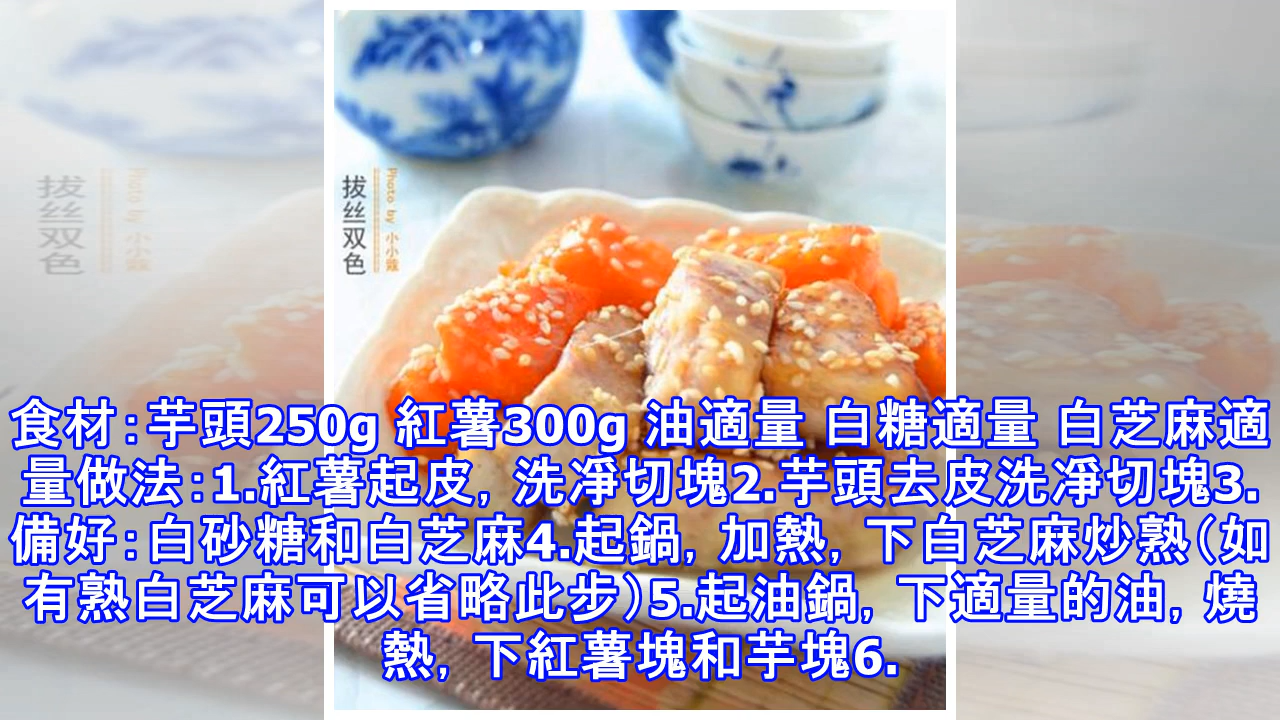 拔丝双色
Photo by 小小蔻
食材：芋頭250g 紅薯300g 油適量 白糖適量 白芝麻適
量做法：1.紅薯起皮，洗凈切塊2.芋頭去皮洗凈切塊3.
備好：白砂糖和白芝麻4.起鍋，加熱，下白芝麻炒熟（如
有熟白芝麻可以省略此步）5.起油鍋，下適量的油，燒
熱，下紅薯塊和芋塊6.